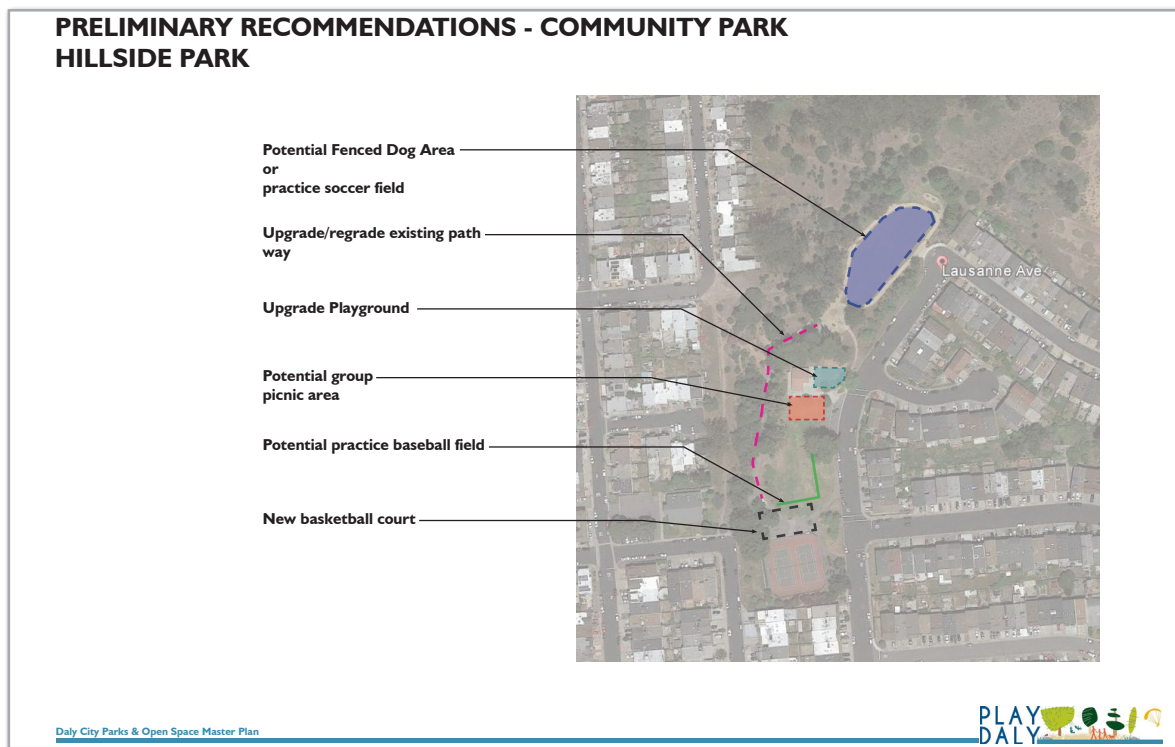 PRELIMINARY RECOMMENDATIONS - COMMUNITY PARK
HILLSIDE PARK
Potential Fenced Dog Area
or
practice soccer field
Upgrade/regrade existing path
way
Lausanne Ave
Upgrade Playground
Potential group
picnic area
Potential practice baseball field
New basketball court
Daly City Parks & Open Space Master Plan
PLAY
DALY